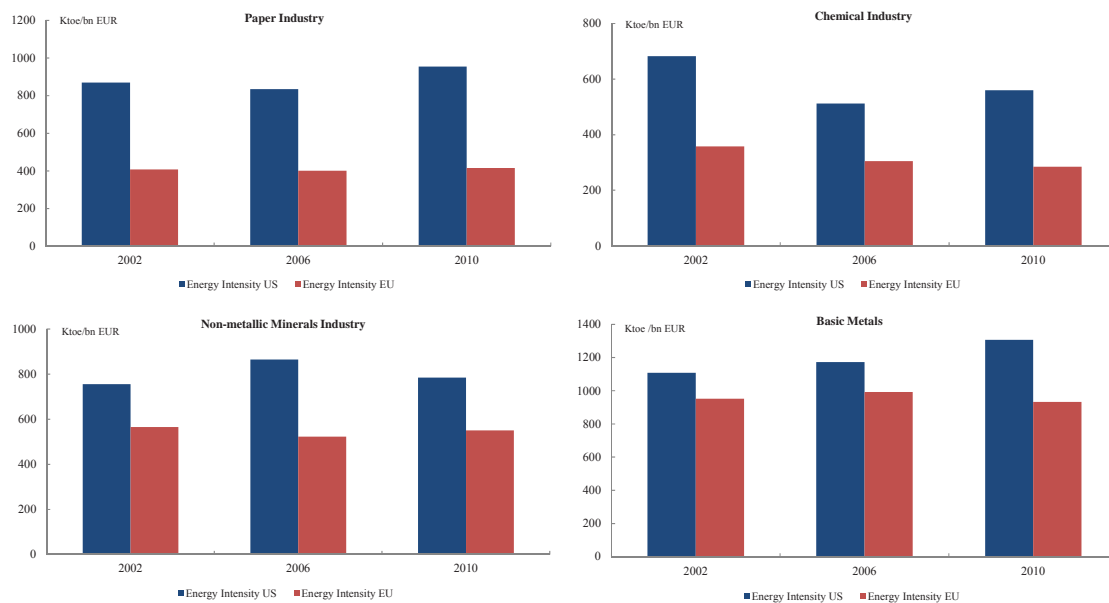 Paper Industry
Ktoe/bn EUR
1200
1000
800
600
400
200
0
2002 2006 2010
Energy Intensity US Energy Intensity EU
Chemical Industry
Ktoe/bn EUR
800
600
400
200
0
2002 2006 2010
Energy Intensity US Energy Intensity EU
Non-metallic Minerals Industry
Ktoe/bn EUR
1000
800
600
400
200
0
2002 2006 2010
Energy Intensity US Energy Intensity EU
Basic Metals
Ktoe /bn EUR
1400
1200
1000
800
600
400
200
0
2002 2006 2010
Energy Intensity US Energy Intensity EU